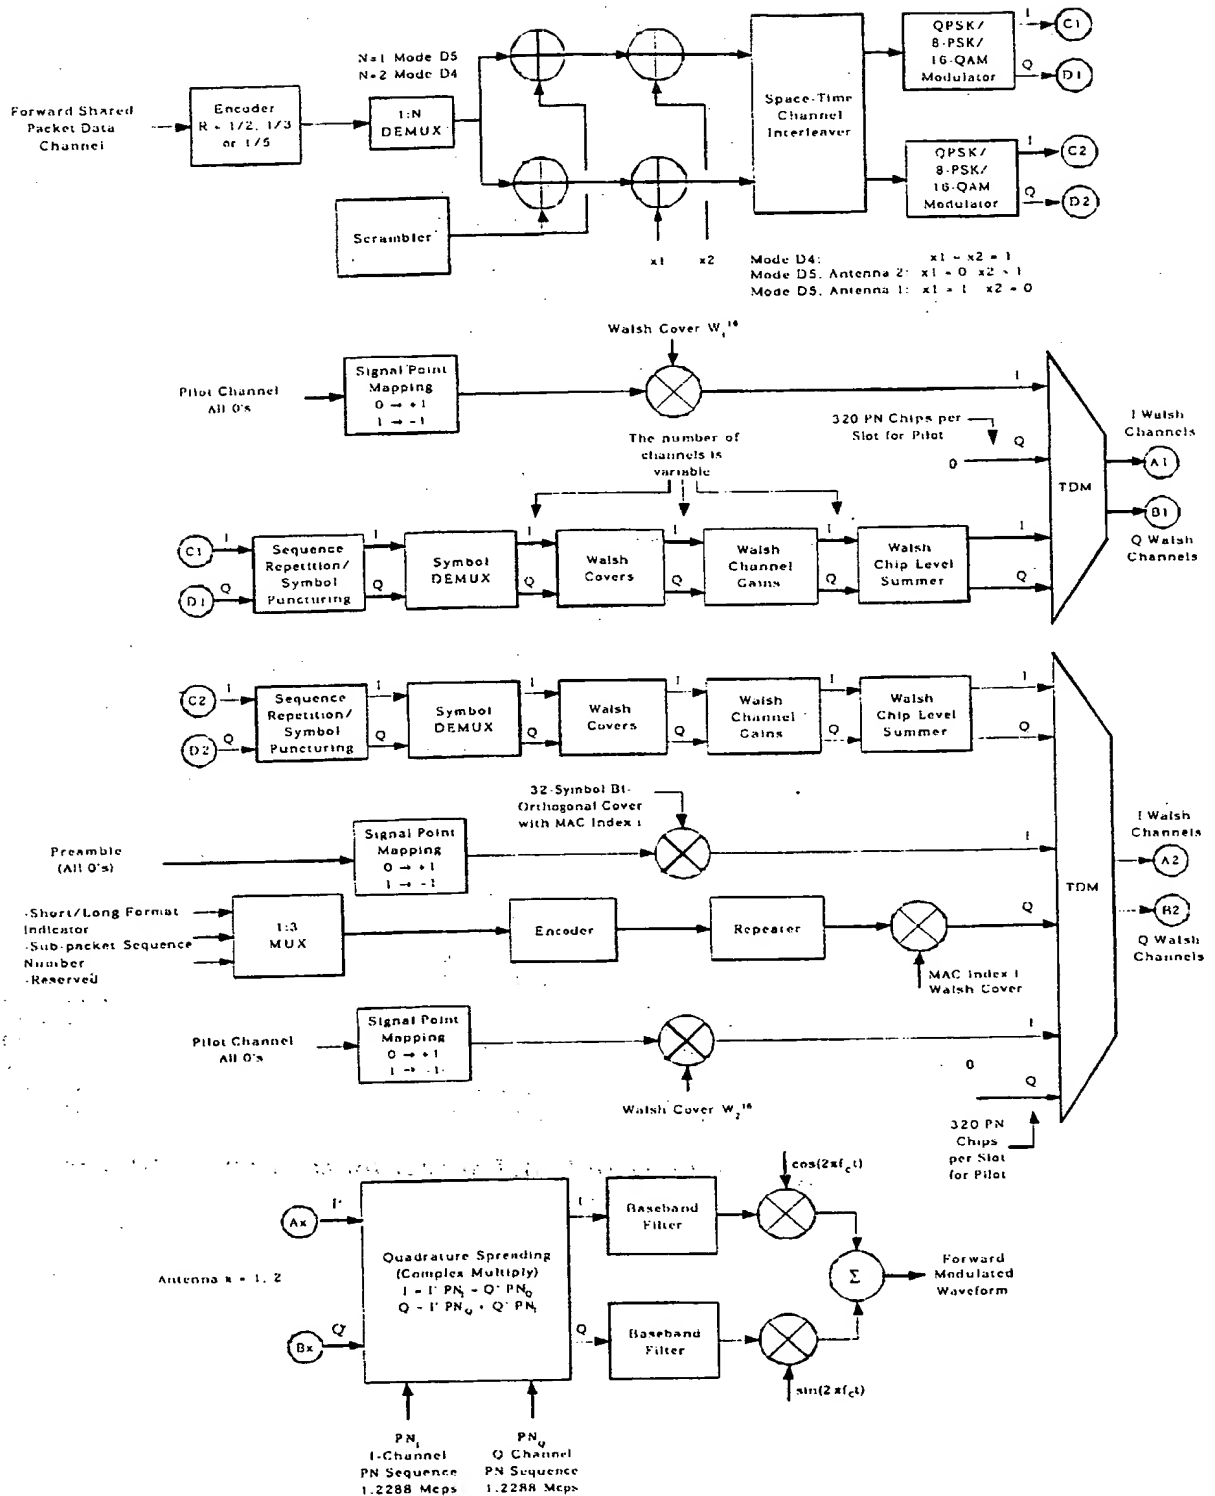 N=1 Mode D5
N=2 Mode D4
Forward Shared
Packet Data
Channel
Encoder
R - 1/2, 1/3
or 1/5
1:N
DEMUX
Scrambler
x1
x2
Space-Time
Channel
Interleaver
QPSK/
8-PSK/
16-QAM
Modulator
I
C1
Q
D1
QPSK/
8-PSK/
16-QAM
Modulator
I
C2
Q
D2
Mode D4: x1 = x2 = 1
Mode D5, Antenna 2: x1 = 0 x2 = 1
Mode D5, Antenna 1: x1 = 1 x2 = 0
Walsh Cover W₁¹⁶
Pilot Channel
All 0's
Signal Point
Mapping
0 → +1
1 → -1
I
320 PN Chips per
Slot for Pilot
Q
0
The number of
channels is
variable
TDM
I Walsh
Channels
A1
B1
Q Walsh
Channels
C1
I
D1
Q
Sequence
Repetition/
Symbol
Puncturing
I
Q
Symbol
DEMUX
I
Q
Walsh
Covers
I
Q
Walsh
Channel
Gains
I
Q
Walsh
Chip Level
Summer
I
Q
C2
I
D2
Q
Sequence
Repetition/
Symbol
Puncturing
I
Q
Symbol
DEMUX
I
Q
Walsh
Covers
I
Q
Walsh
Channel
Gains
I
Q
Walsh
Chip Level
Summer
I
Q
32-Symbol Bi-
Orthogonal Cover
with MAC Index i
Preamble
(All 0's)
Signal Point
Mapping
0 → +1
1 → -1
I
TDM
I Walsh
Channels
A2
B2
Q Walsh
Channels
-Short/Long Format
Indicator
-Sub-packet Sequence
Number
-Reserved
1:3
MUX
Encoder
Repeater
Q
MAC Index i
Walsh Cover
Pilot Channel
All 0's
Signal Point
Mapping
0 → +1
1 → -1
I
Walsh Cover W₂¹⁶
0
Q
320 PN
Chips
per Slot
for Pilot
Antenna x = 1, 2
Ax
I'
Bx
Q'
Quadrature Spreading
(Complex Multiply)
I = I' PN_I - Q' PN_Q
Q = I' PN_Q + Q' PN_I
I
Baseband
Filter
cos(2πf_ct)
Q
Baseband
Filter
sin(2πf_ct)
Σ
Forward
Modulated
Waveform
PN_I
I-Channel
PN Sequence
1.2288 Mcps
PN_Q
Q Channel
PN Sequence
1.2288 Mcps